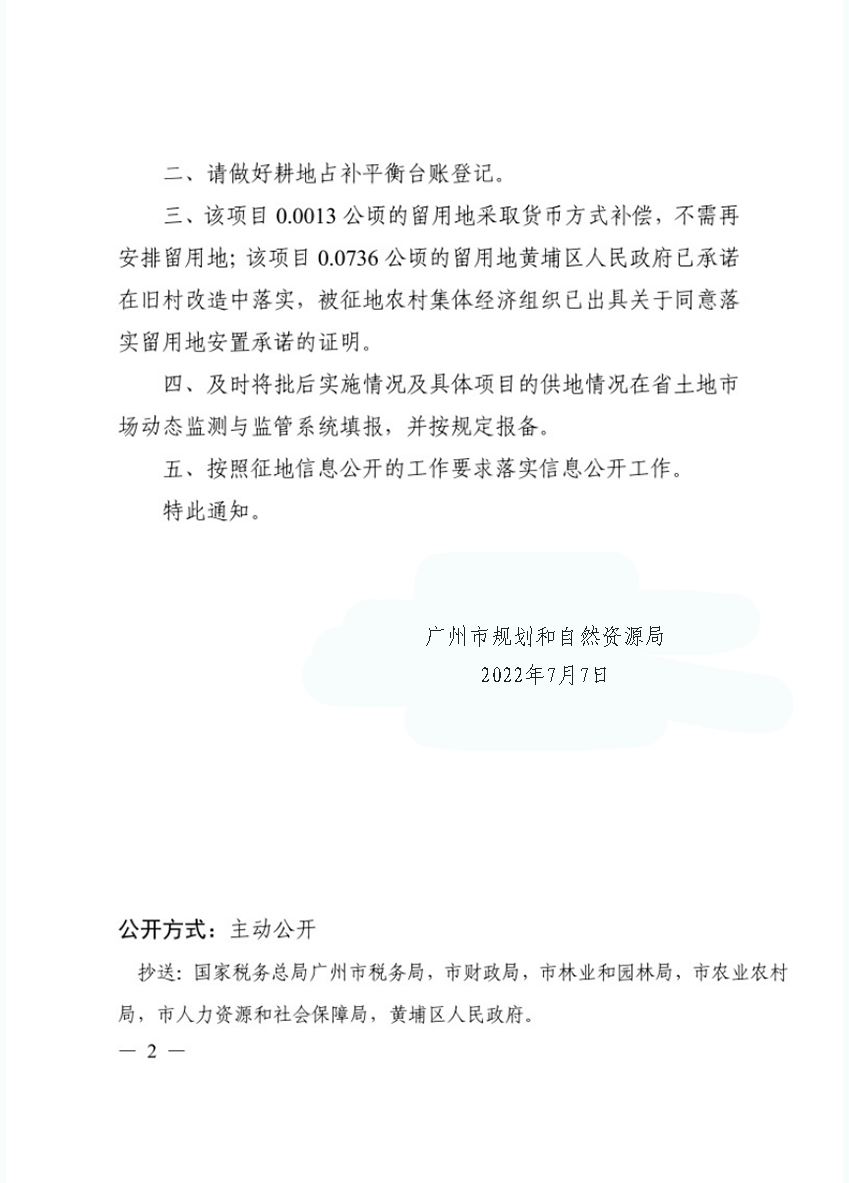 二、请做好耕地占补平衡台账登记。
三、该项目 0.0013 公顷的留用地采取货币方式补偿，不需再
安排留用地；该项目 0.0736 公顷的留用地黄埔区人民政府已承诺
在旧村改造中落实，被征地农村集体经济组织已出具关于同意落
实留用地安置承诺的证明。
四、及时将批后实施情况及具体项目的供地情况在省土地市
场动态监测与监管系统填报，并按规定报备。
五、按照征地信息公开的工作要求落实信息公开工作。
特此通知。
广州市规划和自然资源局
2022年7月7日
公开方式：主动公开
抄送：国家税务总局广州市税务局，市财政局，市林业和园林局，市农业农村
局，市人力资源和社会保障局，黄埔区人民政府。
— 2 —